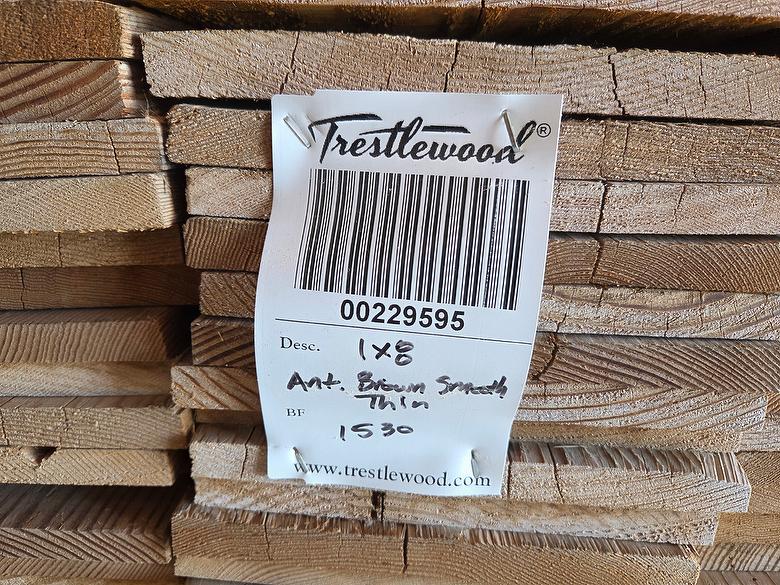 Trestlewood®
00229595
Desc. 1x8
Ant. Brown Smooth
Thin
BF
1530
www.trestlewood.com